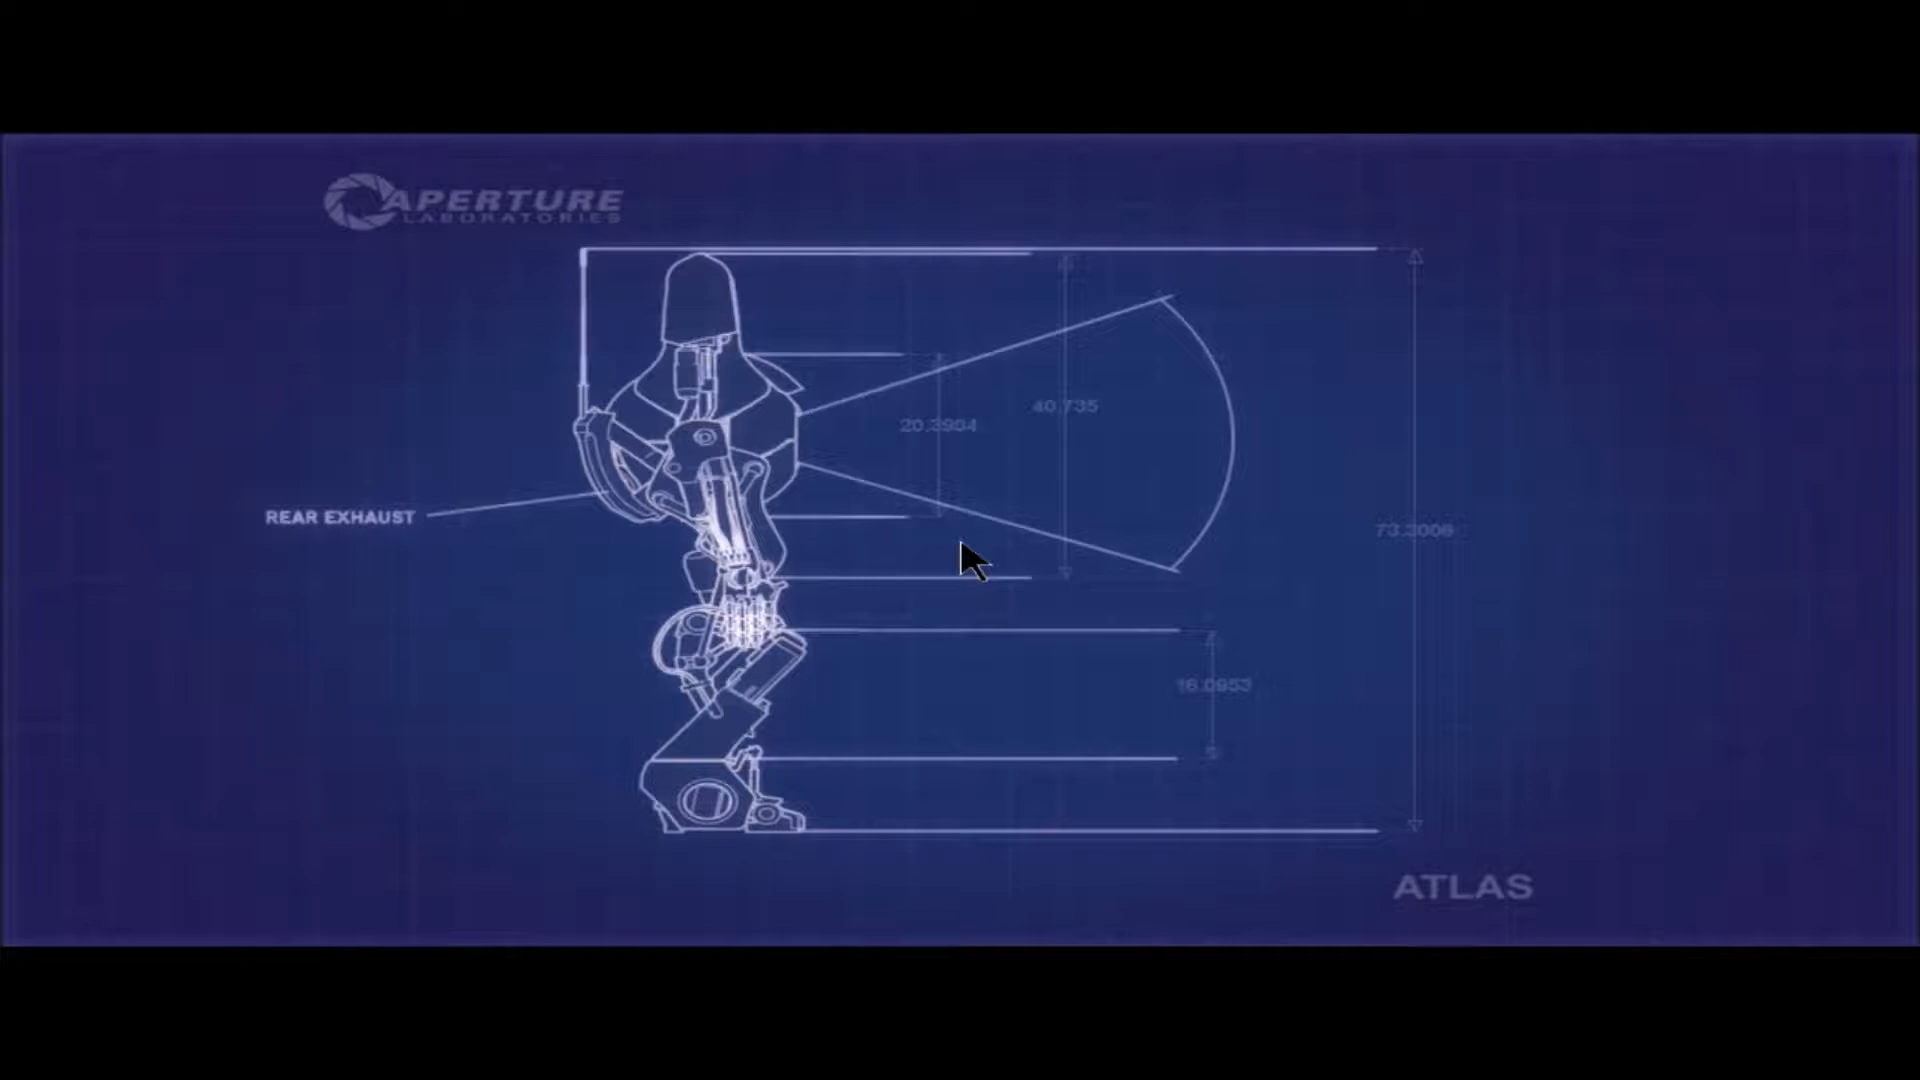 APERTURE
LABORATORIES
20.3904
40.735
REAR EXHAUST
73.3006
16.0953
ATLAS